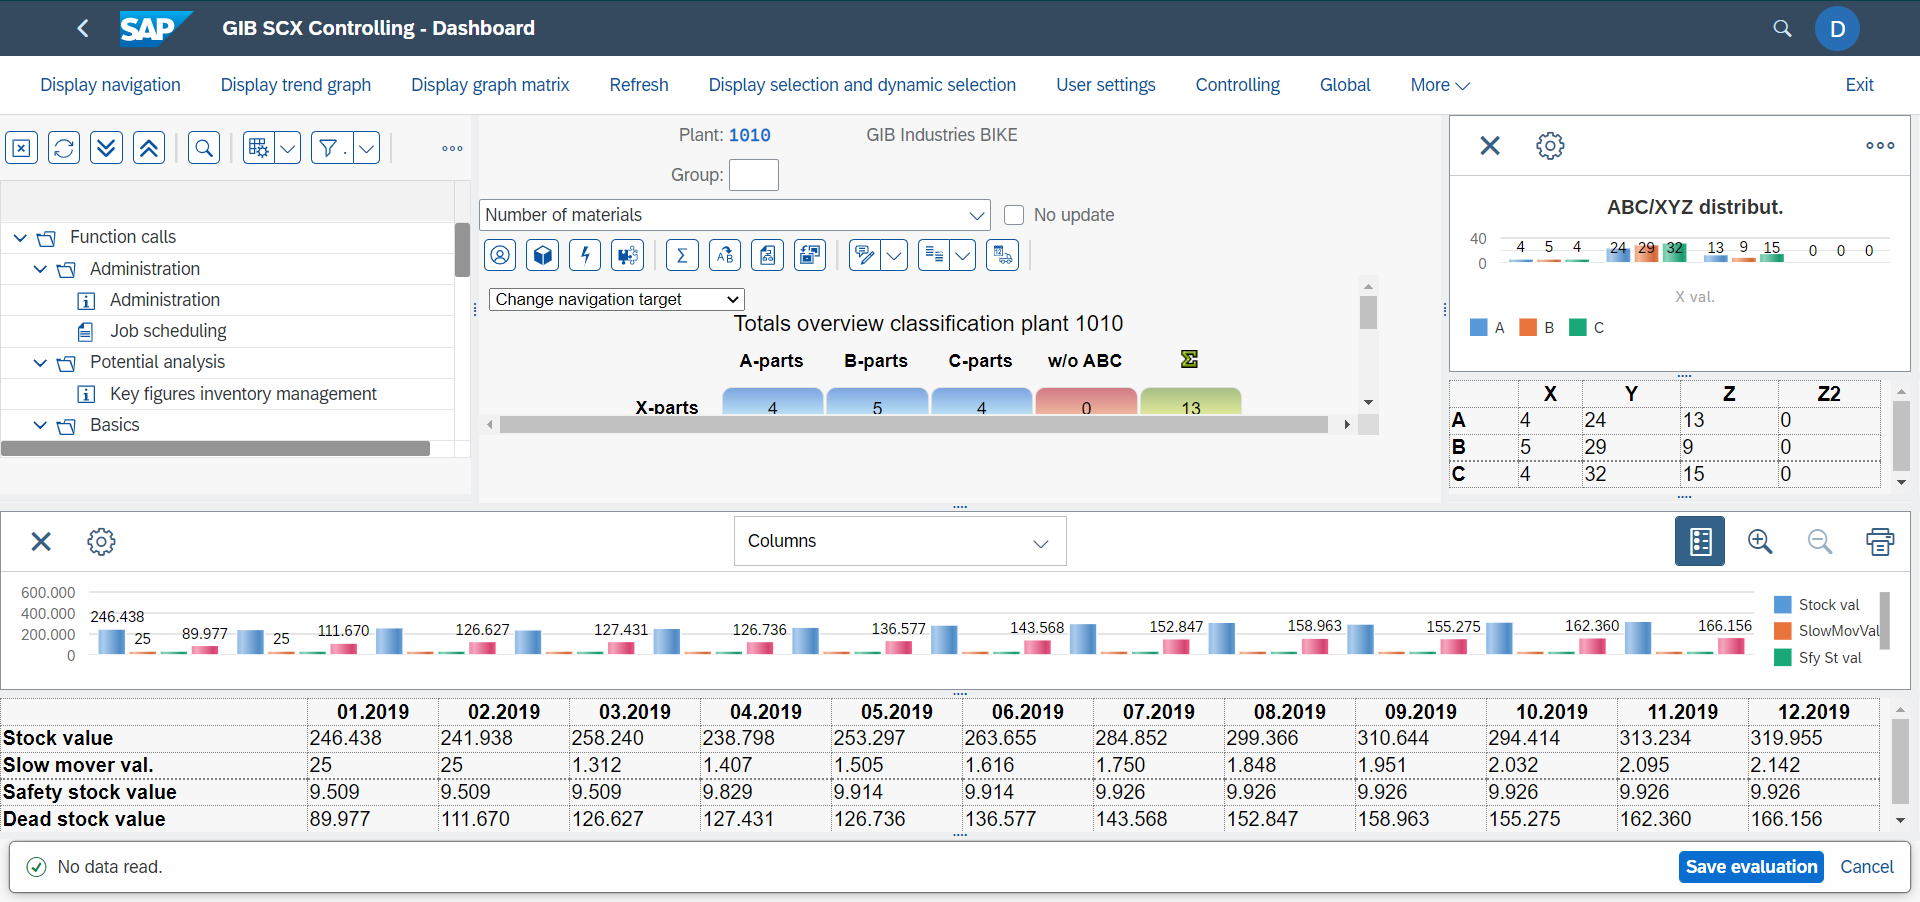 SAP GIB SCX Controlling - Dashboard D
Display navigation Display trend graph Display graph matrix Refresh Display selection and dynamic selection User settings Controlling Global More Exit
Plant: 1010 GIB Industries BIKE
Group:
Number of materials No update
Change navigation target
Totals overview classification plant 1010
A-parts B-parts C-parts w/o ABC Σ
X-parts 4 5 4 0 13
Function calls
Administration
Administration
Job scheduling
Potential analysis
Key figures inventory management
Basics
ABC/XYZ distribut.
40
0
4 5 4 24 29 32 13 9 15 0 0 0
X val.
A B C
X Y Z Z2
A 4 24 13 0
B 5 29 9 0
C 4 32 15 0
Columns
600.000
400.000
200.000
0
246.438 25 89.977 25 111.670 126.627 127.431 126.736 136.577 143.568 152.847 158.963 155.275 162.360 166.156
Stock val
SlowMovVal
Sfy St val
01.2019 02.2019 03.2019 04.2019 05.2019 06.2019 07.2019 08.2019 09.2019 10.2019 11.2019 12.2019
Stock value 246.438 241.938 258.240 238.798 253.297 263.655 284.852 299.366 310.644 294.414 313.234 319.955
Slow mover val. 25 25 1.312 1.407 1.505 1.616 1.750 1.848 1.951 2.032 2.095 2.142
Safety stock value 9.509 9.509 9.509 9.829 9.914 9.914 9.926 9.926 9.926 9.926 9.926 9.926
Dead stock value 89.977 111.670 126.627 127.431 126.736 136.577 143.568 152.847 158.963 155.275 162.360 166.156
No data read. Save evaluation Cancel